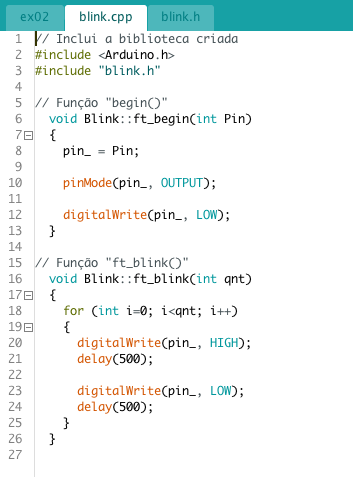 ex02 blink.cpp blink.h
1 // Inclui a biblioteca criada
2 #include <Arduino.h>
3 #include "blink.h"
4
5 // Função "begin()"
6 void Blink::ft_begin(int Pin)
7 {
8 pin_ = Pin;
9
10 pinMode(pin_, OUTPUT);
11
12 digitalWrite(pin_, LOW);
13 }
14
15 // Função "ft_blink()"
16 void Blink::ft_blink(int qnt)
17 {
18 for (int i=0; i<qnt; i++)
19 {
20 digitalWrite(pin_, HIGH);
21 delay(500);
22
23 digitalWrite(pin_, LOW);
24 delay(500);
25 }
26 }
27